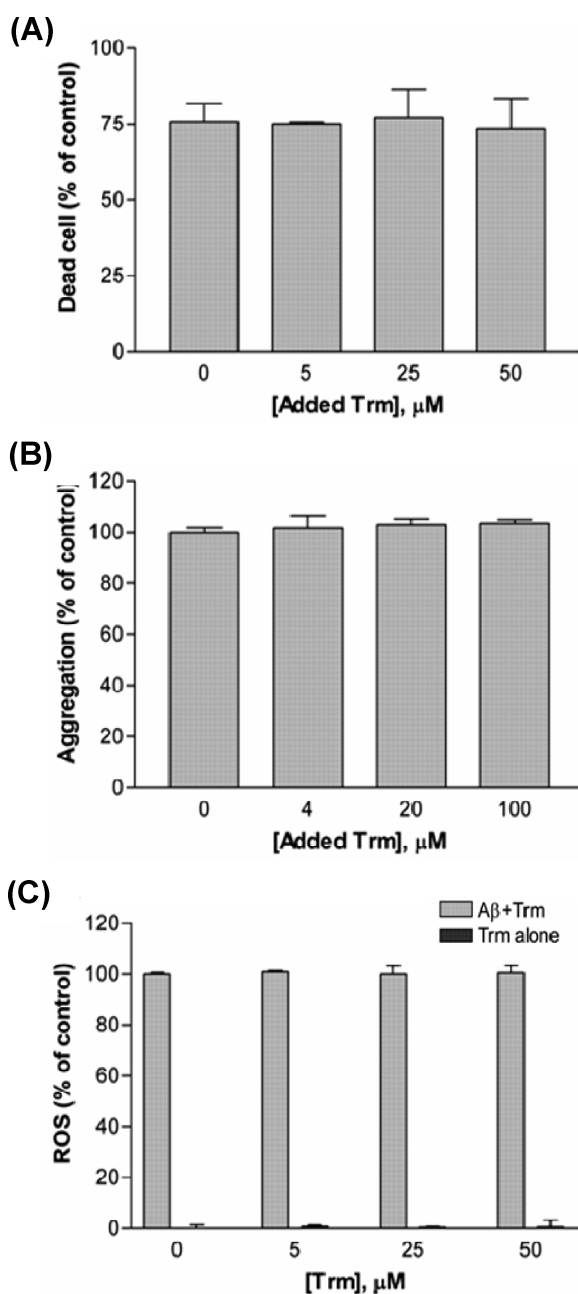 (A)
Dead cell (% of control)
100
75
50
25
0
0 5 25 50
[Added Trm], μM
(B)
Aggregation (% of control]
120
100
80
60
40
20
0
0 4 20 100
[Added Trm], μM
(C)
Aβ+Trm
Trm alone
ROS (% of control)
120
100
80
60
40
20
0
0 5 25 50
[Trm], μM